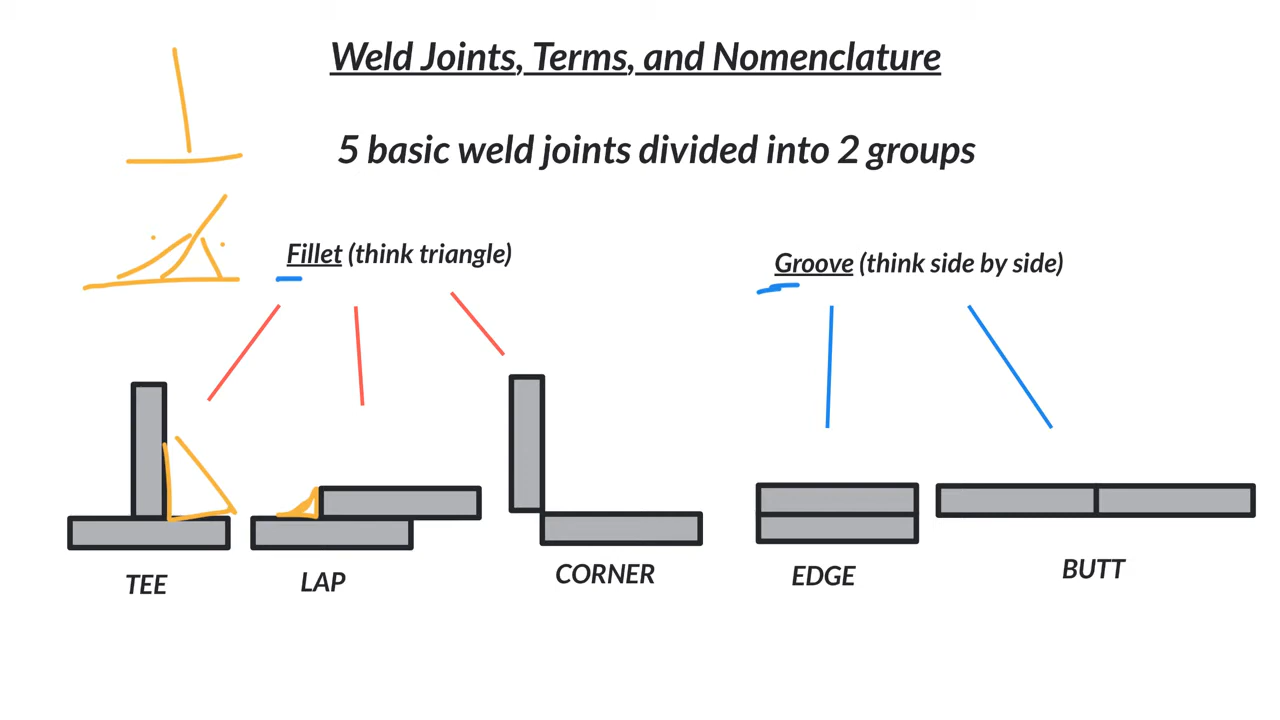 Weld Joints, Terms, and Nomenclature
5 basic weld joints divided into 2 groups
Fillet (think triangle)
Groove (think side by side)
TEE
LAP
CORNER
EDGE
BUTT